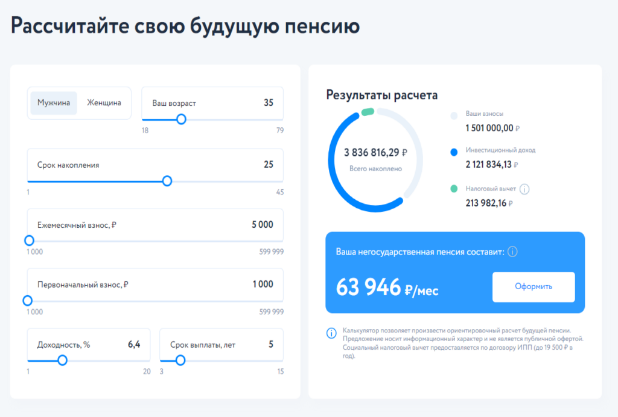 Рассчитайте свою будущую пенсию
Мужчина Женщина
Ваш возраст 35
18 79
Срок накопления 25
1 45
Ежемесячный взнос, ₽ 5 000
1 000 599 999
Первоначальный взнос, ₽ 1 000
1 000 599 999
Доходность, % 6,4
1 20
Срок выплаты, лет 5
3 15
Результаты расчета
3 836 816,29 ₽
Всего накоплено
Ваши взносы
1 501 000,00 ₽
Инвестиционный доход
2 121 834,13 ₽
Налоговый вычет
213 982,16 ₽
Ваша негосударственная пенсия составит:
63 946 ₽/мес
Оформить
Калькулятор позволяет произвести ориентировочный расчет будущей пенсии.
Предложение носит информационный характер и не является публичной офертой.
Социальный налоговый вычет предоставляется по договору ИПП (до 19 500 ₽ в
год).